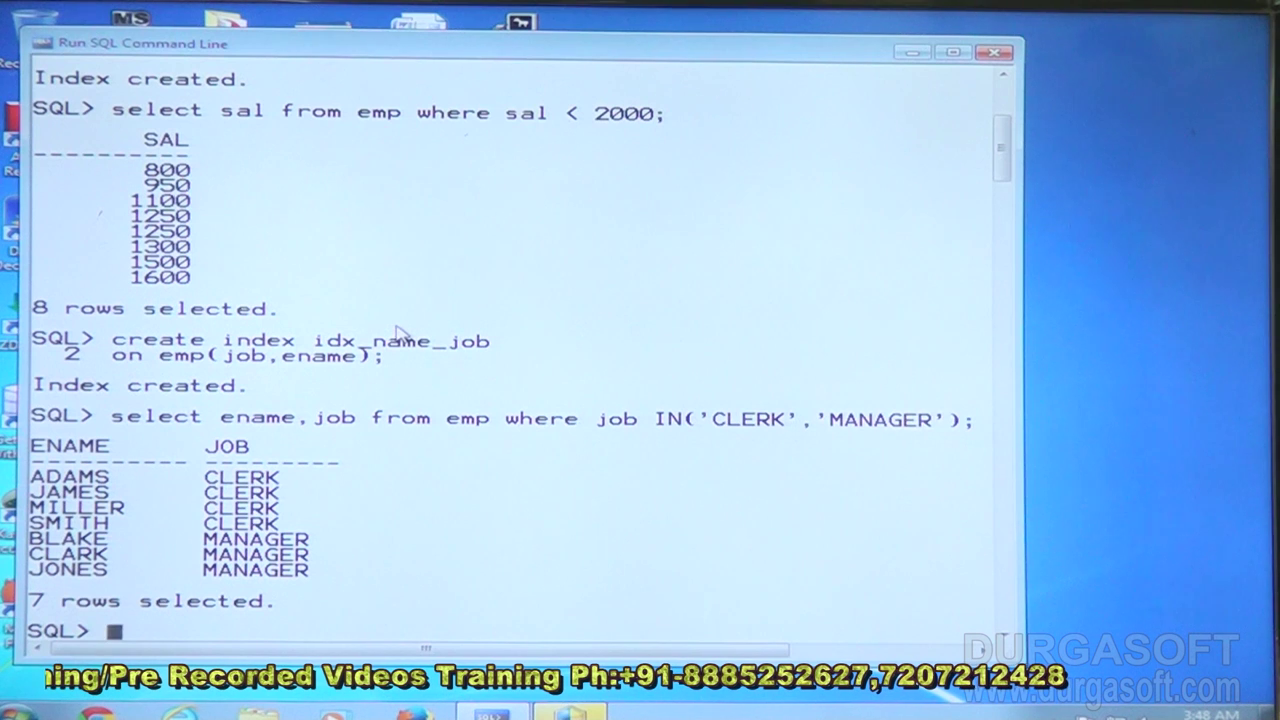 MS
Run SQL Command Line
Index created.
SQL> select sal from emp where sal < 2000;
SAL
----------
800
950
1100
1250
1250
1300
1500
1600
8 rows selected.
SQL> create index idx_name_job
2 on emp(job,ename);
Index created.
SQL> select ename,job from emp where job IN('CLERK','MANAGER');
ENAME JOB
---------- ---------
ADAMS CLERK
JAMES CLERK
MILLER CLERK
SMITH CLERK
BLAKE MANAGER
CLARK MANAGER
JONES MANAGER
7 rows selected.
SQL>
DURGASOFT
ning/Pre Recorded Videos Training Ph:+91-8885252627,7207212428
www.durgasoft.com
3:48 AM